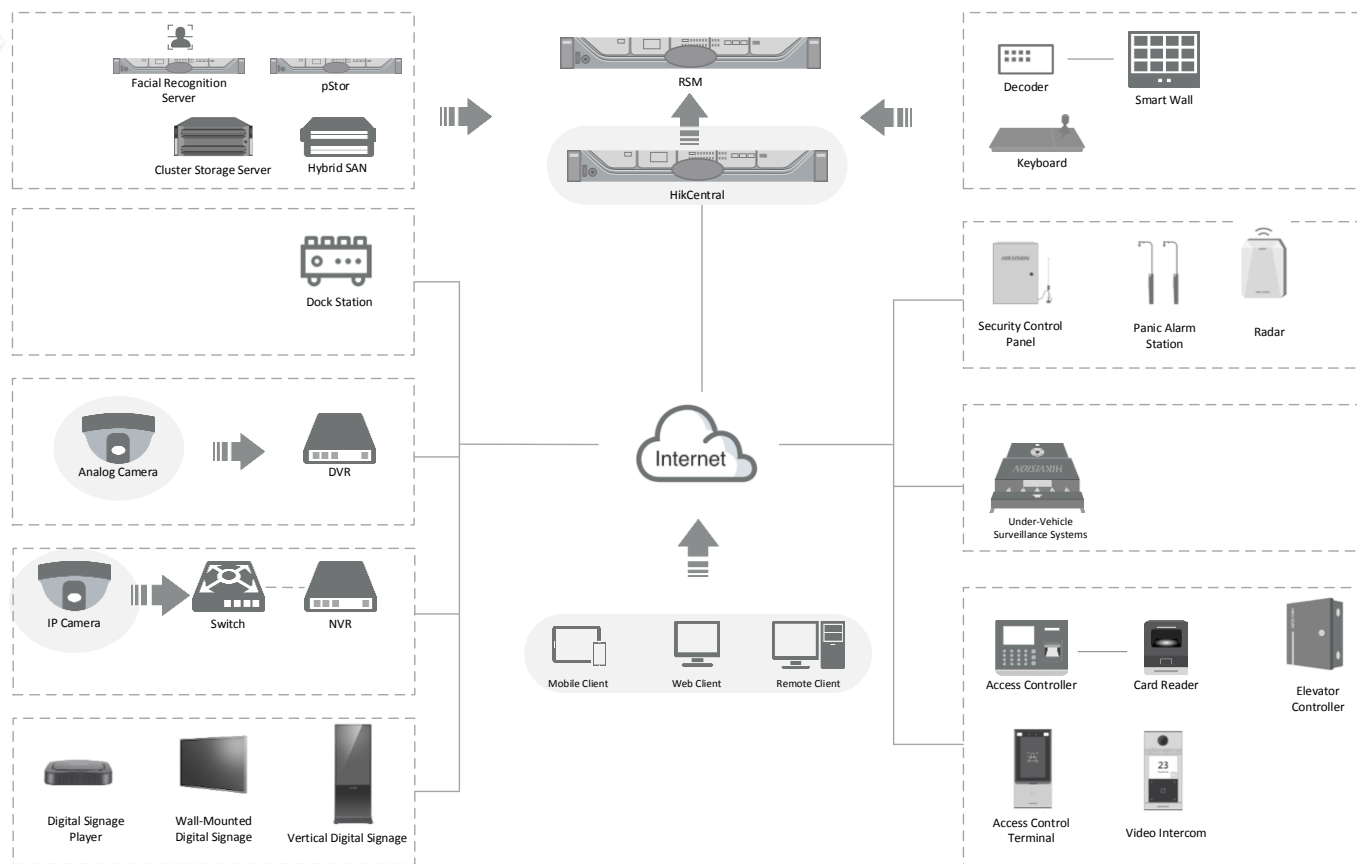 Facial Recognition
Server
pStor
Cluster Storage Server
Hybrid SAN
RSM
HikCentral
Decoder
Smart Wall
Keyboard
Dock Station
HIKVISION
Security Control
Panel
Panic Alarm
Station
Radar
Analog Camera
DVR
Internet
HIKVISION
Under-Vehicle
Surveillance Systems
IP Camera
Switch
NVR
Mobile Client
Web Client
Remote Client
Access Controller
Card Reader
Elevator
Controller
Digital Signage
Player
Wall-Mounted
Digital Signage
Vertical Digital Signage
23
Access Control
Terminal
Video Intercom